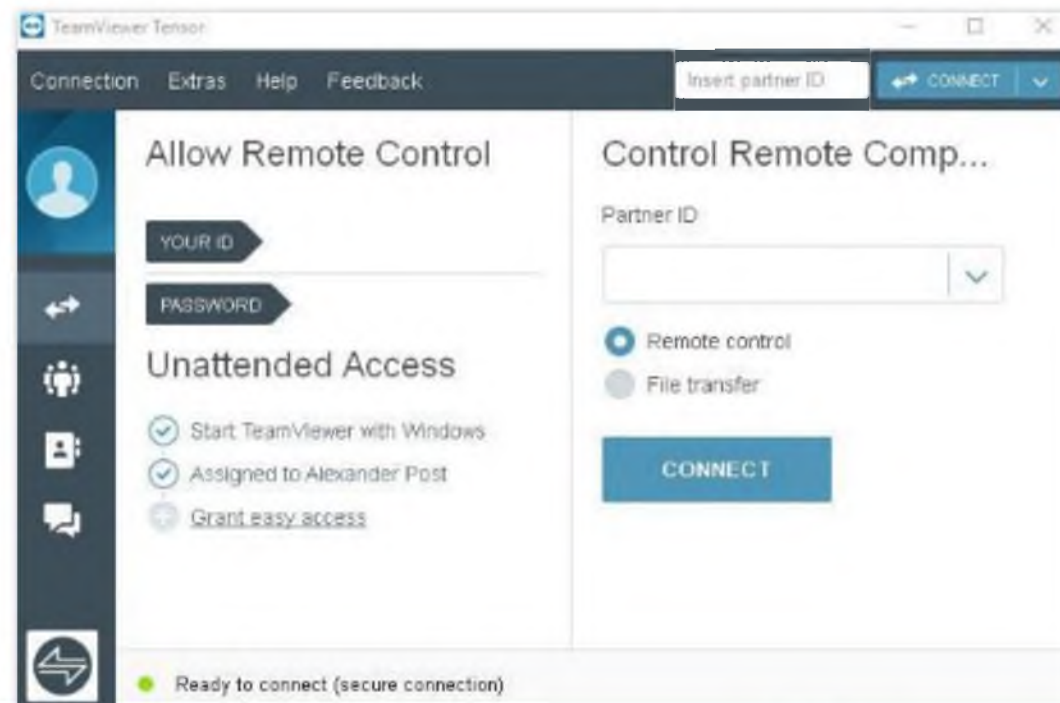 TeamViewer Tensor
Connection Extras Help Feedback
Insert partner ID
CONNECT
Allow Remote Control
YOUR ID
PASSWORD
Unattended Access
Start TeamViewer with Windows
Assigned to Alexander Post
Grant easy access
Control Remote Comp...
Partner ID
Remote control
File transfer
CONNECT
Ready to connect (secure connection)